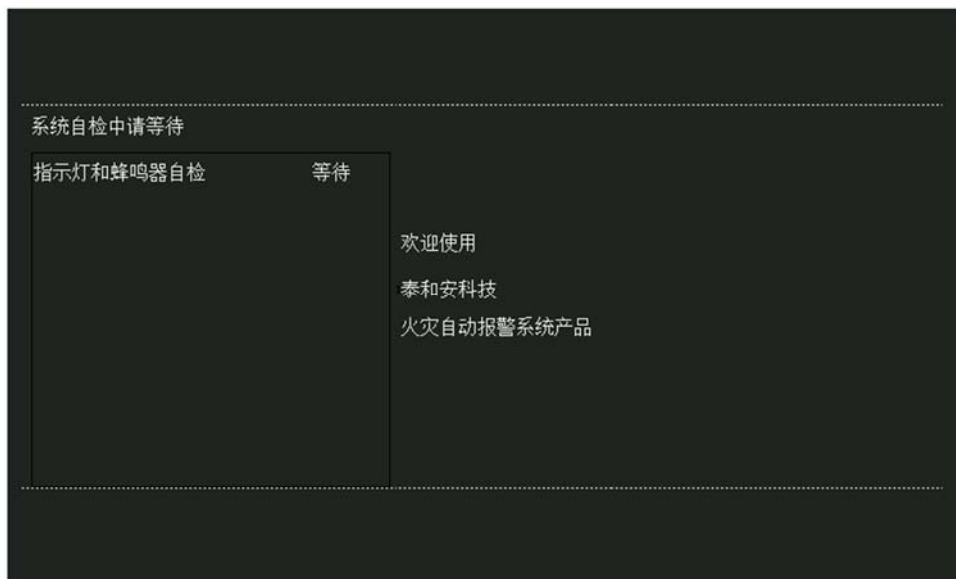 系统自检中请等待
指示灯和蜂鸣器自检 等待
欢迎使用
泰和安科技
火灾自动报警系统产品